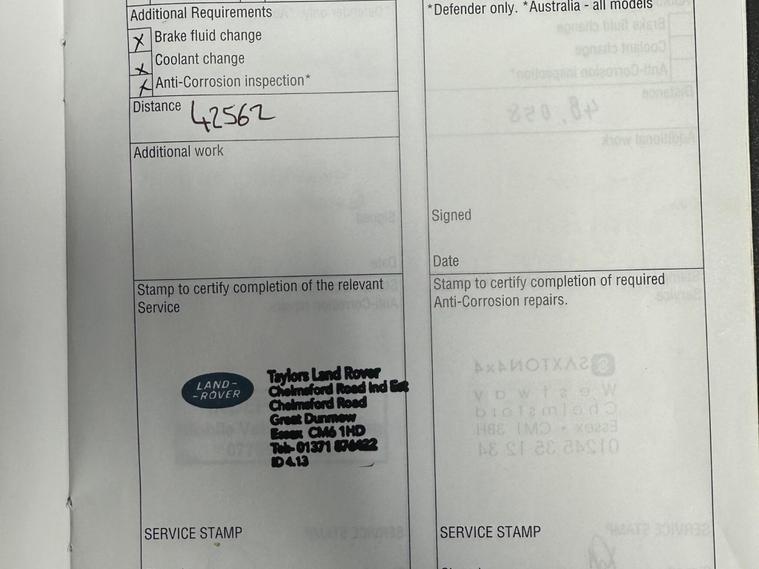 Additional Requirements
X Brake fluid change
X Coolant change
X Anti-Corrosion inspection*
Distance 42562
Additional work
Stamp to certify completion of the relevant
Service
LAND-
-ROVER
Taylors Land Rover
Chelmsford Road Ind Est
Chelmsford Road
Great Dunmow
Essex CM6 1HD
Tel- 01371
ID 4.13
SERVICE STAMP
*Defender only. *Australia - all models
Signed
Date
Stamp to certify completion of required
Anti-Corrosion repairs.
SERVICE STAMP